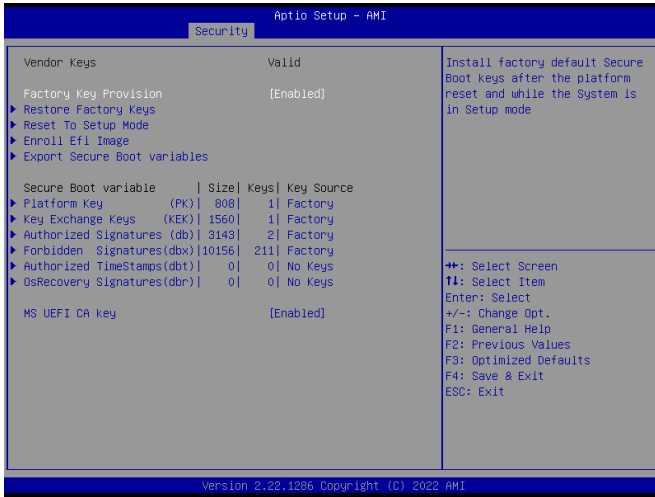 Aptio Setup - AMI
Security
Vendor Keys Valid
Factory Key Provision [Enabled]
Restore Factory Keys
Reset To Setup Mode
Enroll Efi Image
Export Secure Boot variables
Secure Boot variable | Size| Keys| Key Source
Platform Key (PK)| 808| 1| Factory
Key Exchange Keys (KEK)| 1560| 1| Factory
Authorized Signatures (db)| 3143| 2| Factory
Forbidden Signatures(dbx)|10156| 211| Factory
Authorized TimeStamps(dbt)| 0| 0| No Keys
OsRecovery Signatures(dbr)| 0| 0| No Keys
MS UEFI CA key [Enabled]
Install factory default Secure
Boot keys after the platform
reset and while the System is
in Setup mode
→←: Select Screen
↑↓: Select Item
Enter: Select
+/-: Change Opt.
F1: General Help
F2: Previous Values
F3: Optimized Defaults
F4: Save & Exit
ESC: Exit
Version 2.22.1286 Copyright (C) 2022 AMI